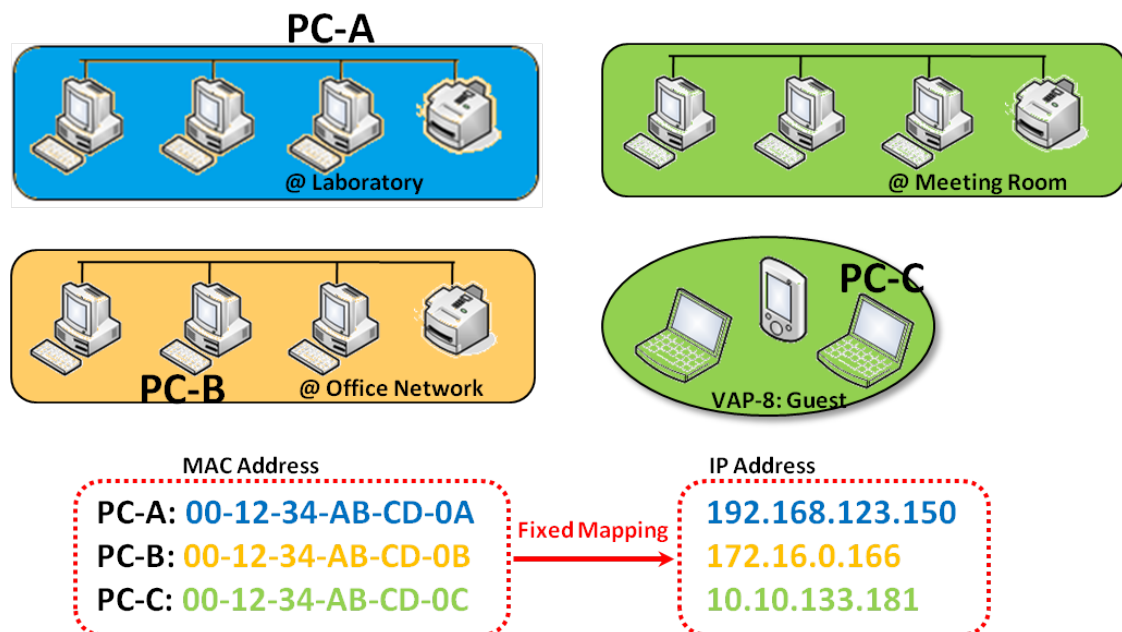 PC-A
@ Laboratory
@ Meeting Room
PC-B
@ Office Network
PC-C
VAP-8: Guest
MAC Address
PC-A: 00-12-34-AB-CD-0A
PC-B: 00-12-34-AB-CD-0B
PC-C: 00-12-34-AB-CD-0C
Fixed Mapping
IP Address
192.168.123.150
172.16.0.166
10.10.133.181